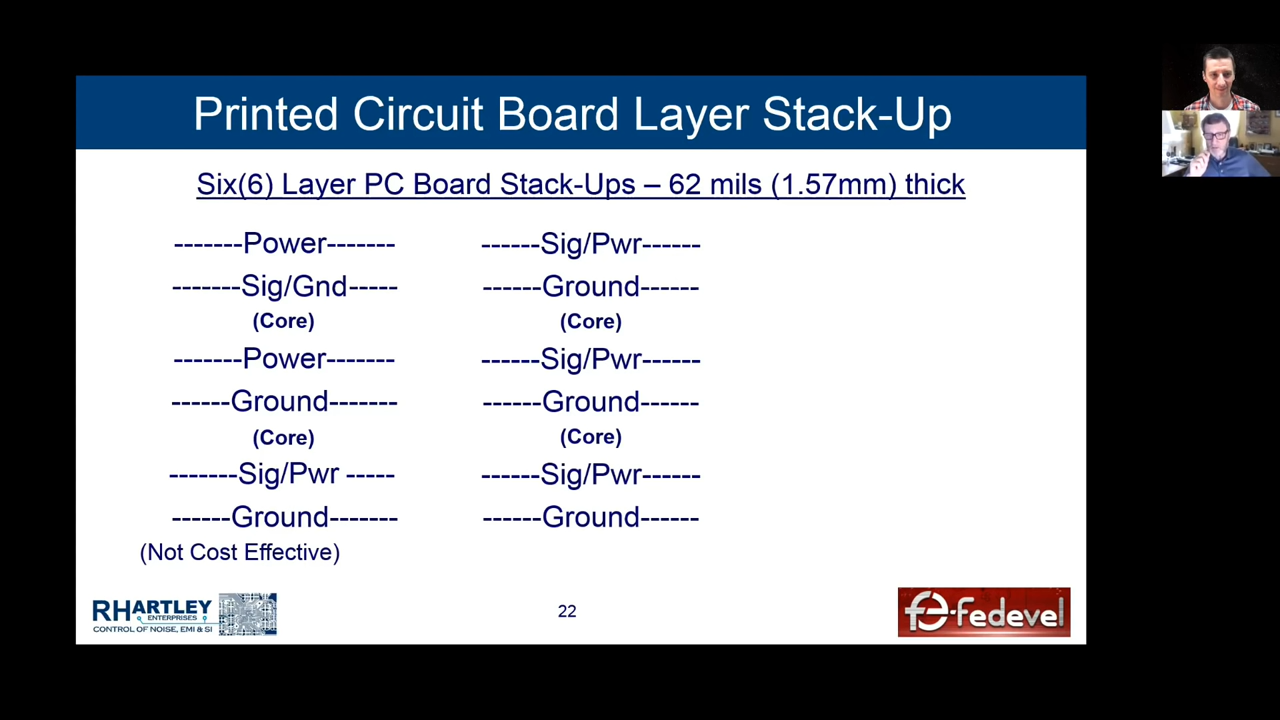 Printed Circuit Board Layer Stack-Up
Six(6) Layer PC Board Stack-Ups – 62 mils (1.57mm) thick
-------Power-------
-------Sig/Gnd-----
(Core)
-------Power-------
------Ground-------
(Core)
-------Sig/Pwr -----
------Ground-------
(Not Cost Effective)
------Sig/Pwr------
------Ground------
(Core)
------Sig/Pwr------
------Ground------
(Core)
------Sig/Pwr------
------Ground------
RHARTLEY
ENTERPRISES
CONTROL OF NOISE, EMI & SI
22
fedevel